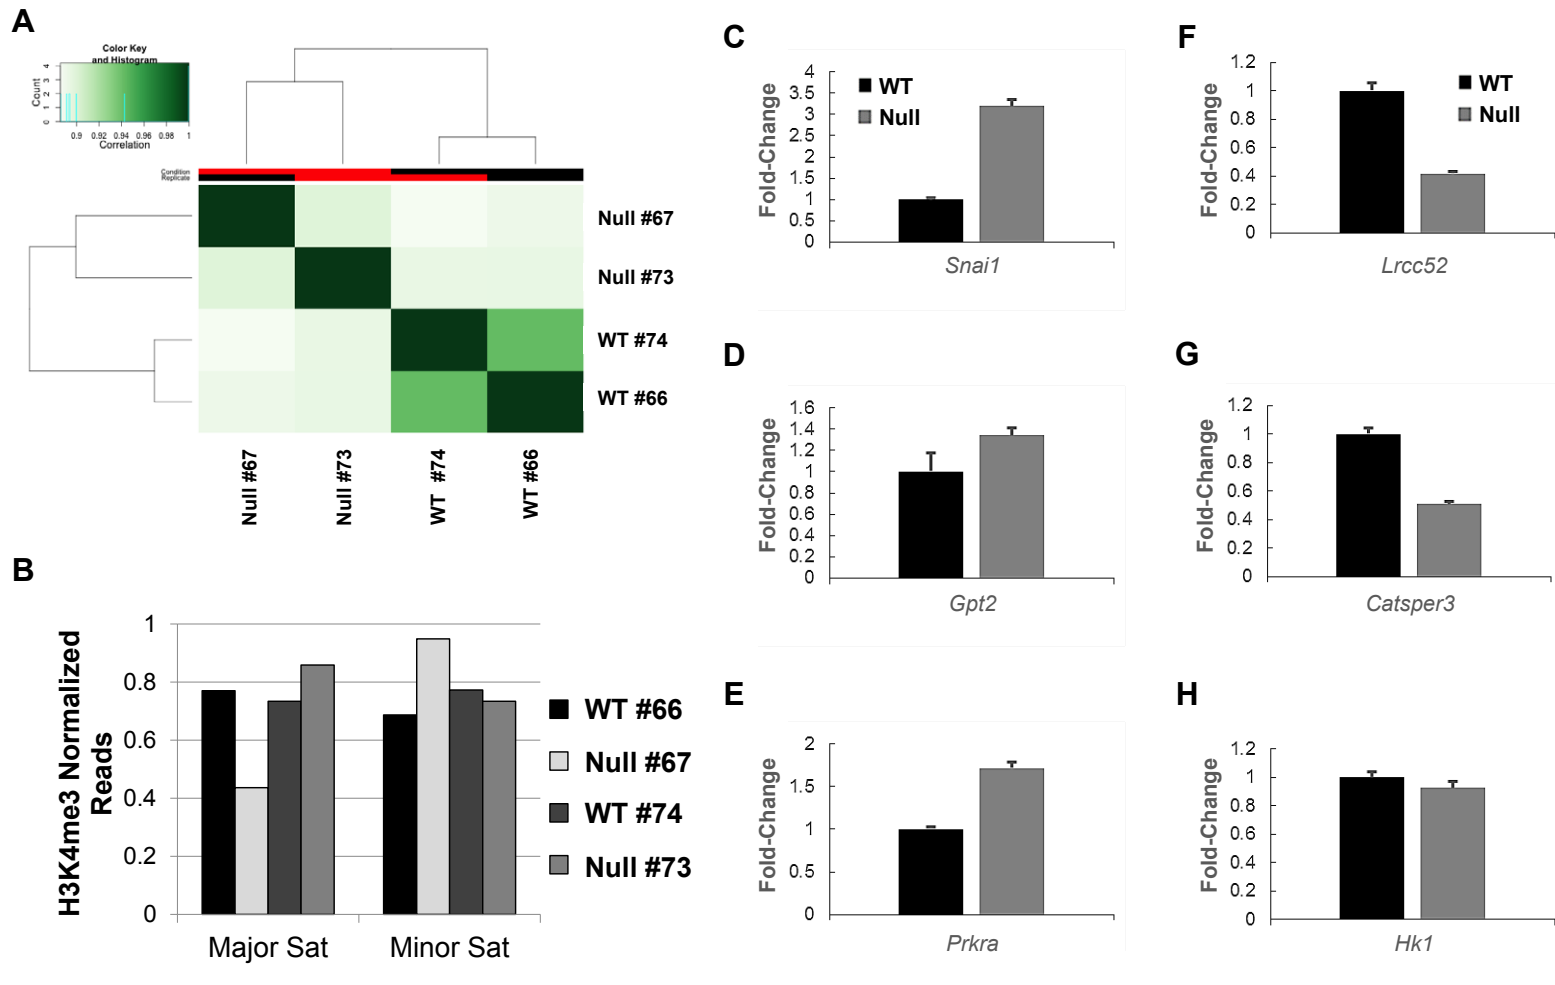 A
Color Key
and Histogram
Count
0 1 2 3 4
0.9 0.92 0.94 0.96 0.98 1
Correlation
Condition
Replicate
Null #67
Null #73
WT #74
WT #66
Null #67
Null #73
WT #74
WT #66
B
H3K4me3 Normalized
Reads
1
0.8
0.6
0.4
0.2
0
Major Sat
Minor Sat
WT #66
Null #67
WT #74
Null #73
C
Fold-Change
4
3.5
3
2.5
2
1.5
1
0.5
0
WT
Null
Snai1
D
Fold-Change
1.6
1.4
1.2
1
0.8
0.6
0.4
0.2
0
Gpt2
E
Fold-Change
2
1.5
1
0.5
0
Prkra
F
Fold-Change
1.2
1
0.8
0.6
0.4
0.2
0
WT
Null
Lrcc52
G
Fold-Change
1.2
1
0.8
0.6
0.4
0.2
0
Catsper3
H
Fold-Change
1.2
1
0.8
0.6
0.4
0.2
0
Hk1